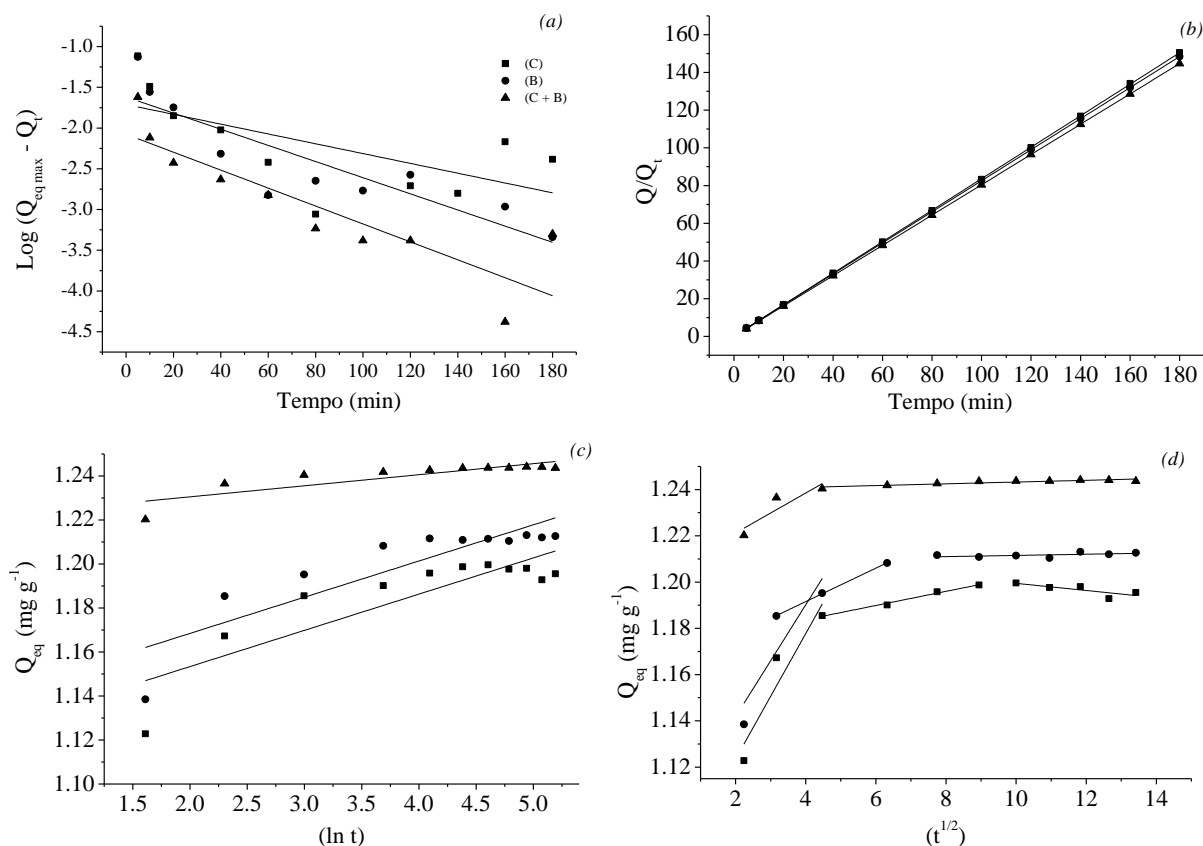 (a)
Log (Q_eq max - Q_t)
-1.0
-1.5
-2.0
-2.5
-3.0
-3.5
-4.0
-4.5
(C)
(B)
(C + B)
0 20 40 60 80 100 120 140 160 180
Tempo (min)
(b)
Q/Q_t
160
140
120
100
80
60
40
20
0
0 20 40 60 80 100 120 140 160 180
Tempo (min)
(c)
Q_eq (mg g^-1)
1.24
1.22
1.20
1.18
1.16
1.14
1.12
1.10
1.5 2.0 2.5 3.0 3.5 4.0 4.5 5.0
(ln t)
(d)
Q_eq (mg g^-1)
1.24
1.22
1.20
1.18
1.16
1.14
1.12
2 4 6 8 10 12 14
(t^1/2)